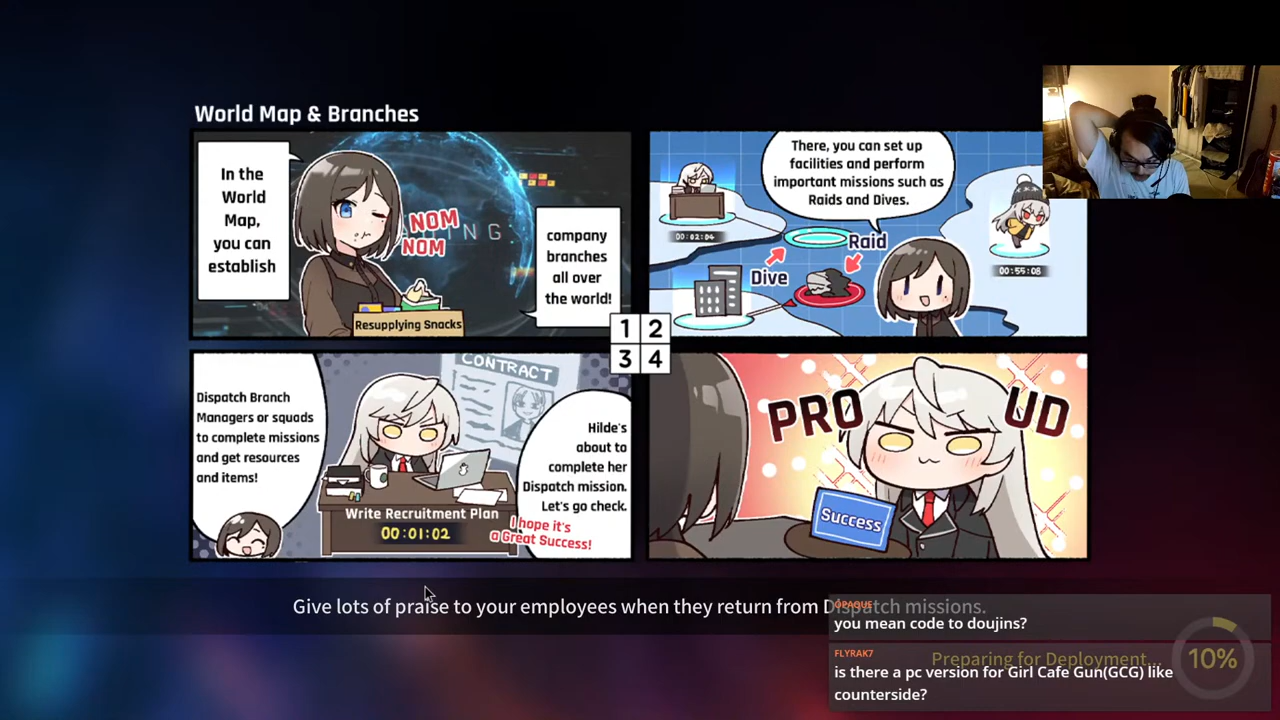 World Map & Branches
In the
World
Map,
you can
establish
NOM
NOM
company
branches
all over
the world!
Resupplying Snacks
There, you can set up
facilities and perform
important missions such as
Raids and Dives.
00:02:04
Raid
Dive
00:55:08
1 2
3 4
Dispatch Branch
Managers or squads
to complete missions
and get resources
and items!
CONTRACT
Hilde's
about to
complete her
Dispatch mission.
Let's go check.
Write Recruitment Plan
00:01:02
I hope it's
a Great Success!
PRO UD
Success
Give lots of praise to your employees when they return from Dispatch missions.
OPAQUE
you mean code to doujins?
FLYRAK7
is there a pc version for Girl Cafe Gun(GCG) like
counterside?
Preparing for Deployment...
10%